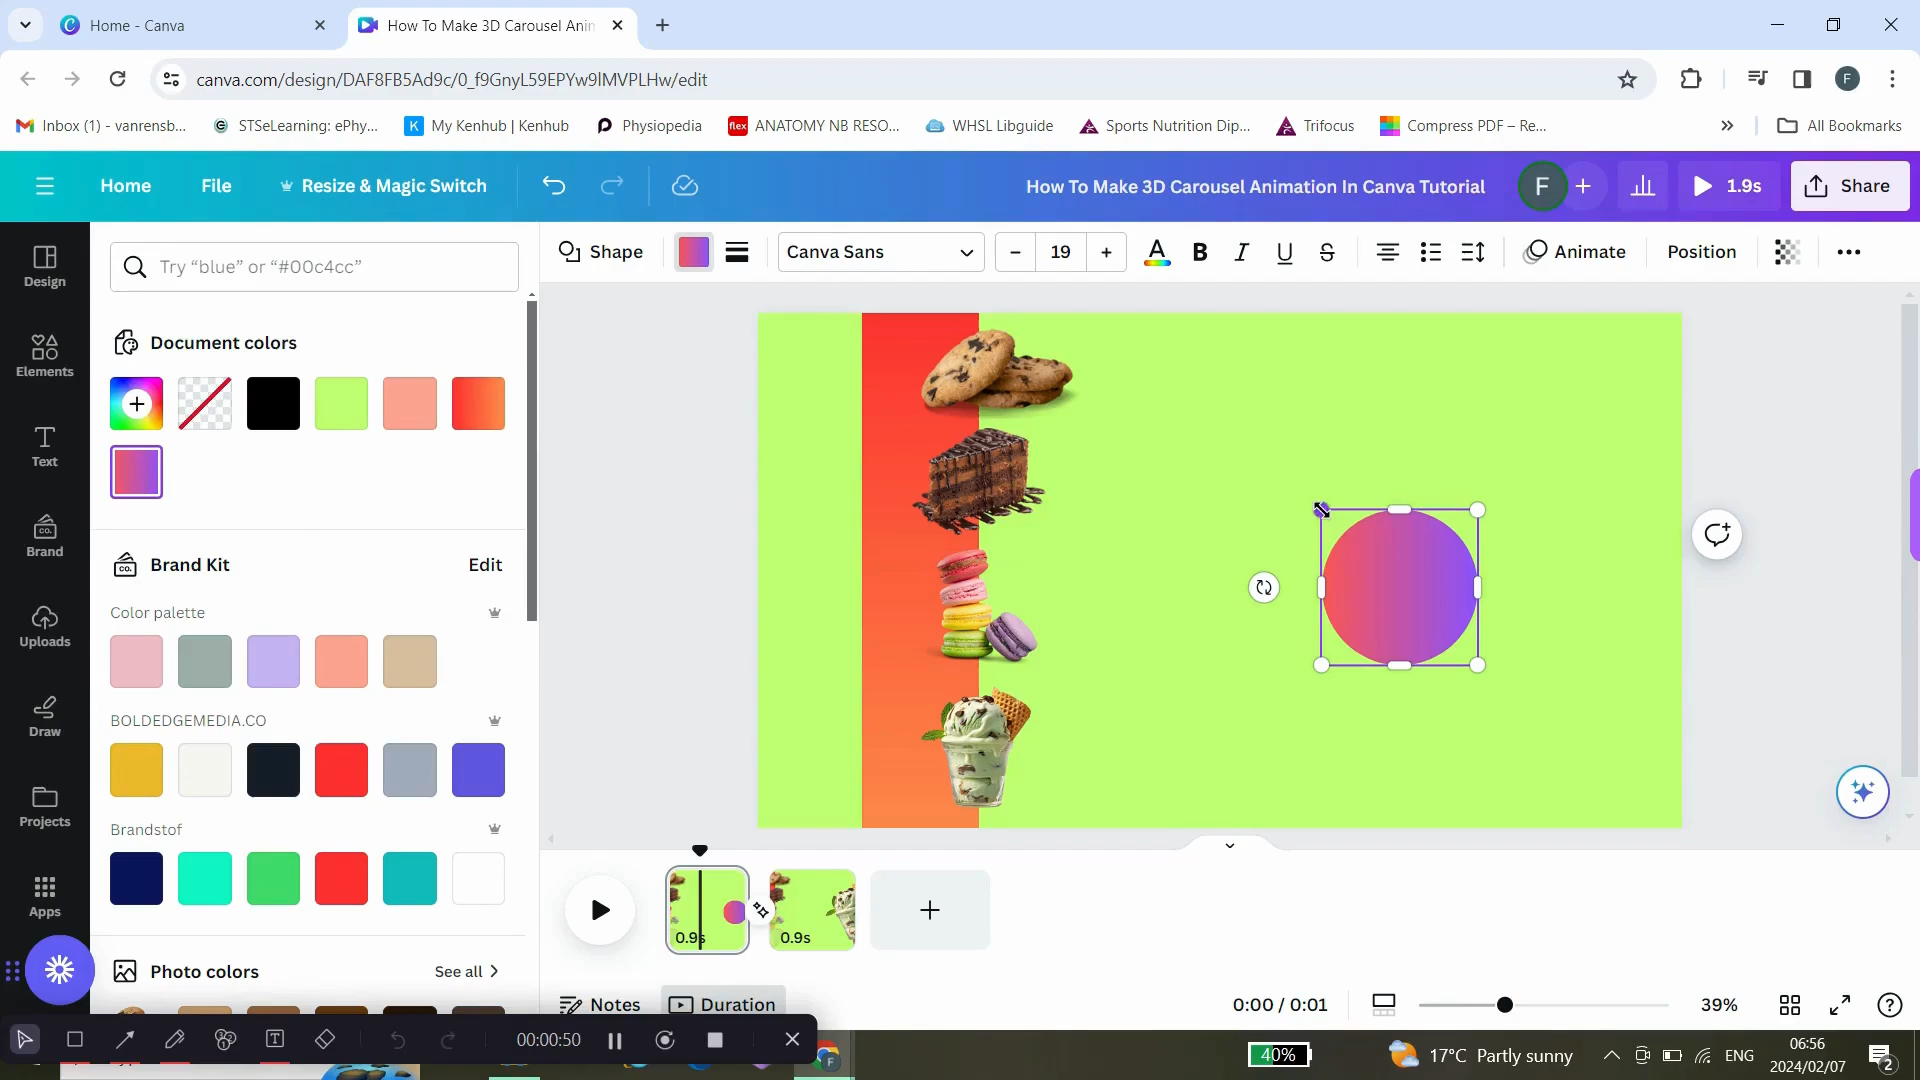 Home - Canva
How To Make 3D Carousel Anin
canva.com/design/DAF8FB5Ad9c/0_f9GnyL59EPYw9lMVPLHw/edit
Inbox (1) - vanrensb...
STSeLearning: ePhy...
My Kenhub | Kenhub
Physiopedia
ANATOMY NB RESO...
WHSL Libguide
Sports Nutrition Dip...
Trifocus
Compress PDF – Re...
All Bookmarks
Home
File
Resize & Magic Switch
How To Make 3D Carousel Animation In Canva Tutorial
F
1.9s
Share
Shape
Canva Sans
19
Animate
Position
Design
Elements
Text
Brand
Uploads
Draw
Projects
Apps
Try “blue” or “#00c4cc”
Document colors
Brand Kit
Edit
Color palette
BOLDEDGEMEDIA.CO
Brandstof
Photo colors
See all
0.9s
0.9s
Notes
Duration
0:00 / 0:01
39%
00:00:50
40%
17°C Partly sunny
ENG
06:56
2024/02/07
2